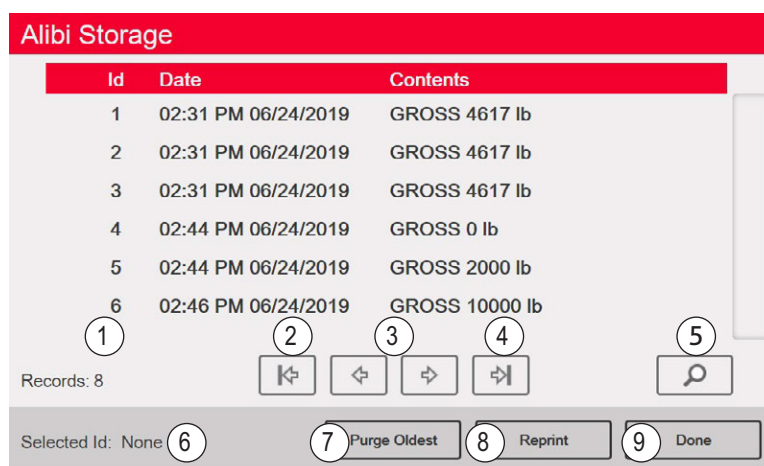 Alibi Storage
Id Date Contents
1 02:31 PM 06/24/2019 GROSS 4617 lb
2 02:31 PM 06/24/2019 GROSS 4617 lb
3 02:31 PM 06/24/2019 GROSS 4617 lb
4 02:44 PM 06/24/2019 GROSS 0 lb
5 02:44 PM 06/24/2019 GROSS 2000 lb
6 02:46 PM 06/24/2019 GROSS 10000 lb
1 2 3 4 5
Records: 8
Selected Id: None 6 7 Purge Oldest 8 Reprint 9 Done